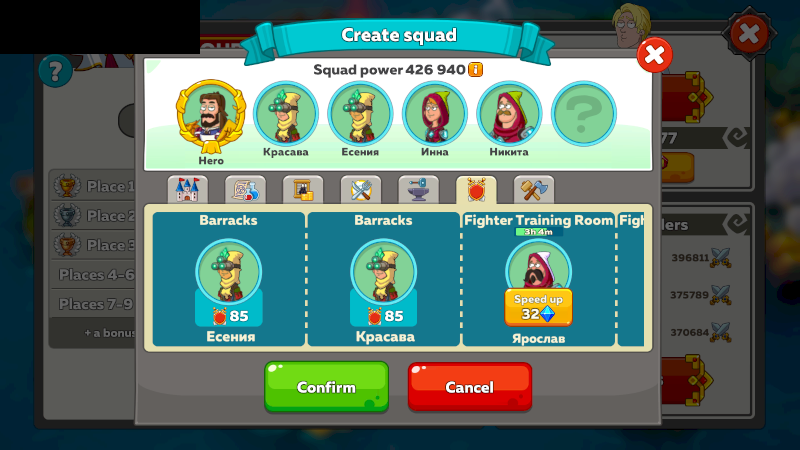 Create squad
?
Squad power 426 940 i
?
Hero
Красава
Есения
Инна
Никита
Place 1
Place 2
Place 3
Places 4-6
Places 7-9
+ a bonus
77
396811
375789
370684
Barracks
85
Есения
Barracks
85
Красава
Fighter Training Room
3h 4m
Speed up
32
Ярослав
Confirm
Cancel